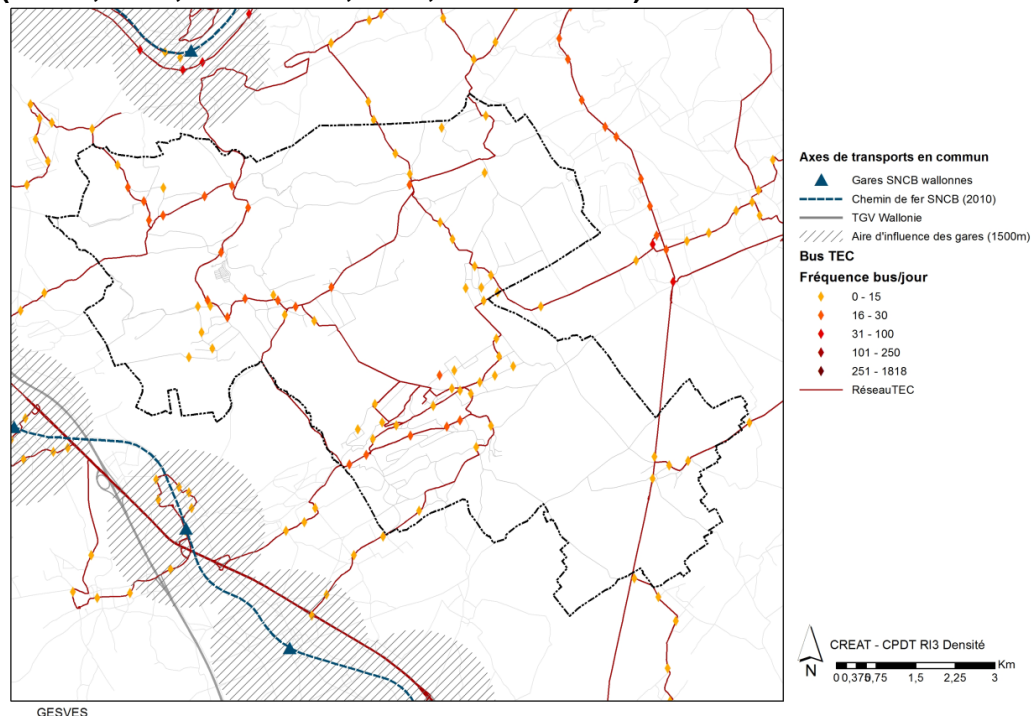 Axes de transports en commun
Gares SNCB wallonnes
Chemin de fer SNCB (2010)
TGV Wallonie
Aire d'influence des gares (1500m)
Bus TEC
Fréquence bus/jour
0 - 15
16 - 30
31 - 100
101 - 250
251 - 1818
RéseauTEC
CREAT - CPDT RI3 Densité
Km
N
0 0,375 0,75 1,5 2,25 3
GESVES